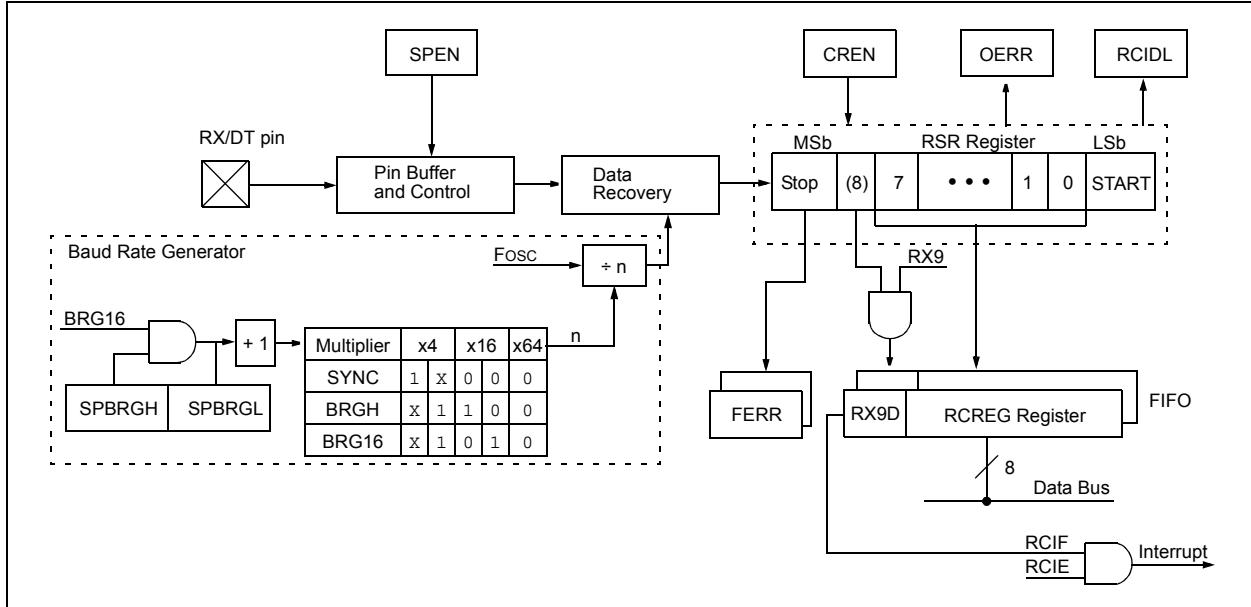 SPEN
CREN
OERR
RCIDL
RX/DT pin
MSb
RSR Register
LSb
Pin Buffer
and Control
Data
Recovery
Stop
(8)
7
• • •
1
0
START
Baud Rate Generator
FOSC
÷ n
RX9
BRG16
+ 1
n
Multiplier x4 x16 x64
SYNC 1 X 0 0 0
BRGH X 1 1 0 0
BRG16 X 1 0 1 0
SPBRGH
SPBRGL
FERR
RX9D
RCREG Register
FIFO
8
Data Bus
RCIF
RCIE
Interrupt